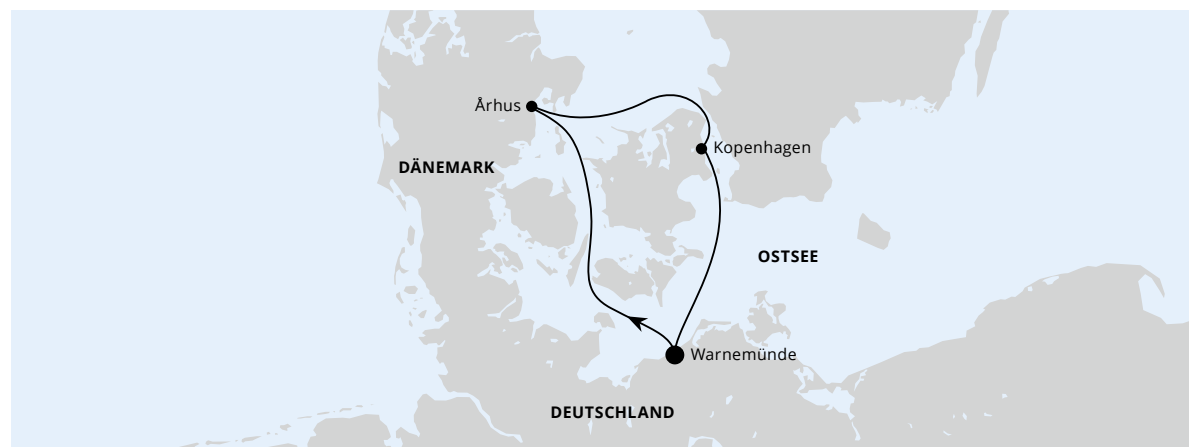 Århus
Kopenhagen
DÄNEMARK
OSTSEE
Warnemünde
DEUTSCHLAND